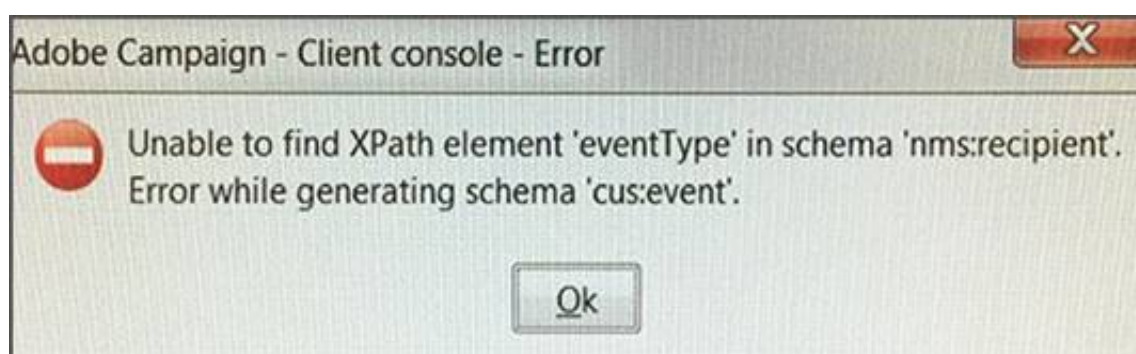 Adobe Campaign - Client console - Error
X
Unable to find XPath element 'eventType' in schema 'nms:recipient'.
Error while generating schema 'cus:event'.
Ok